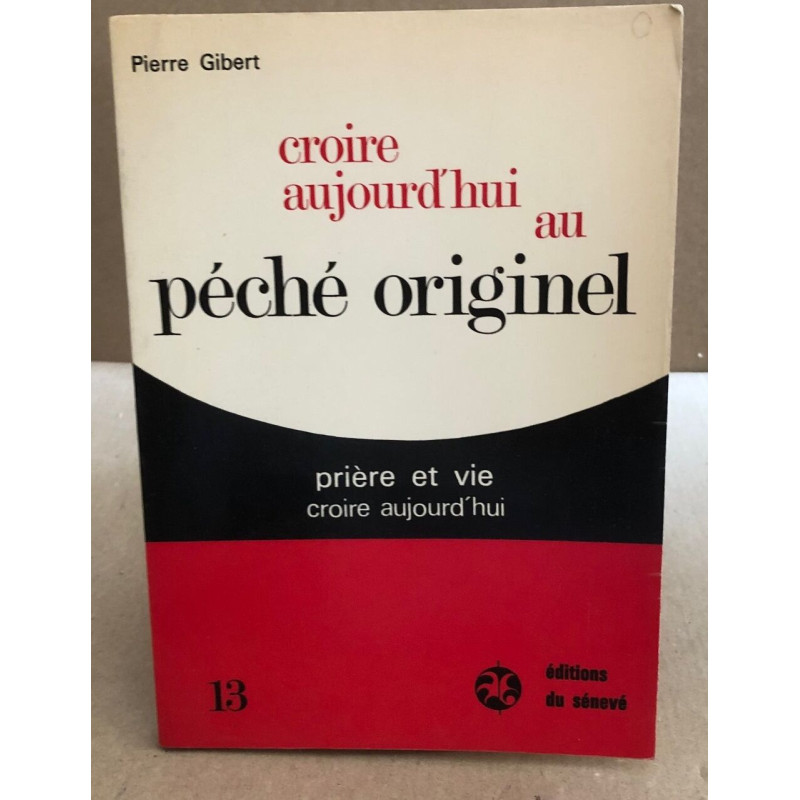 Pierre Gibert
croire
aujourd'hui
au
péché originel
prière et vie
croire aujourd'hui
13
éditions
du sénevé